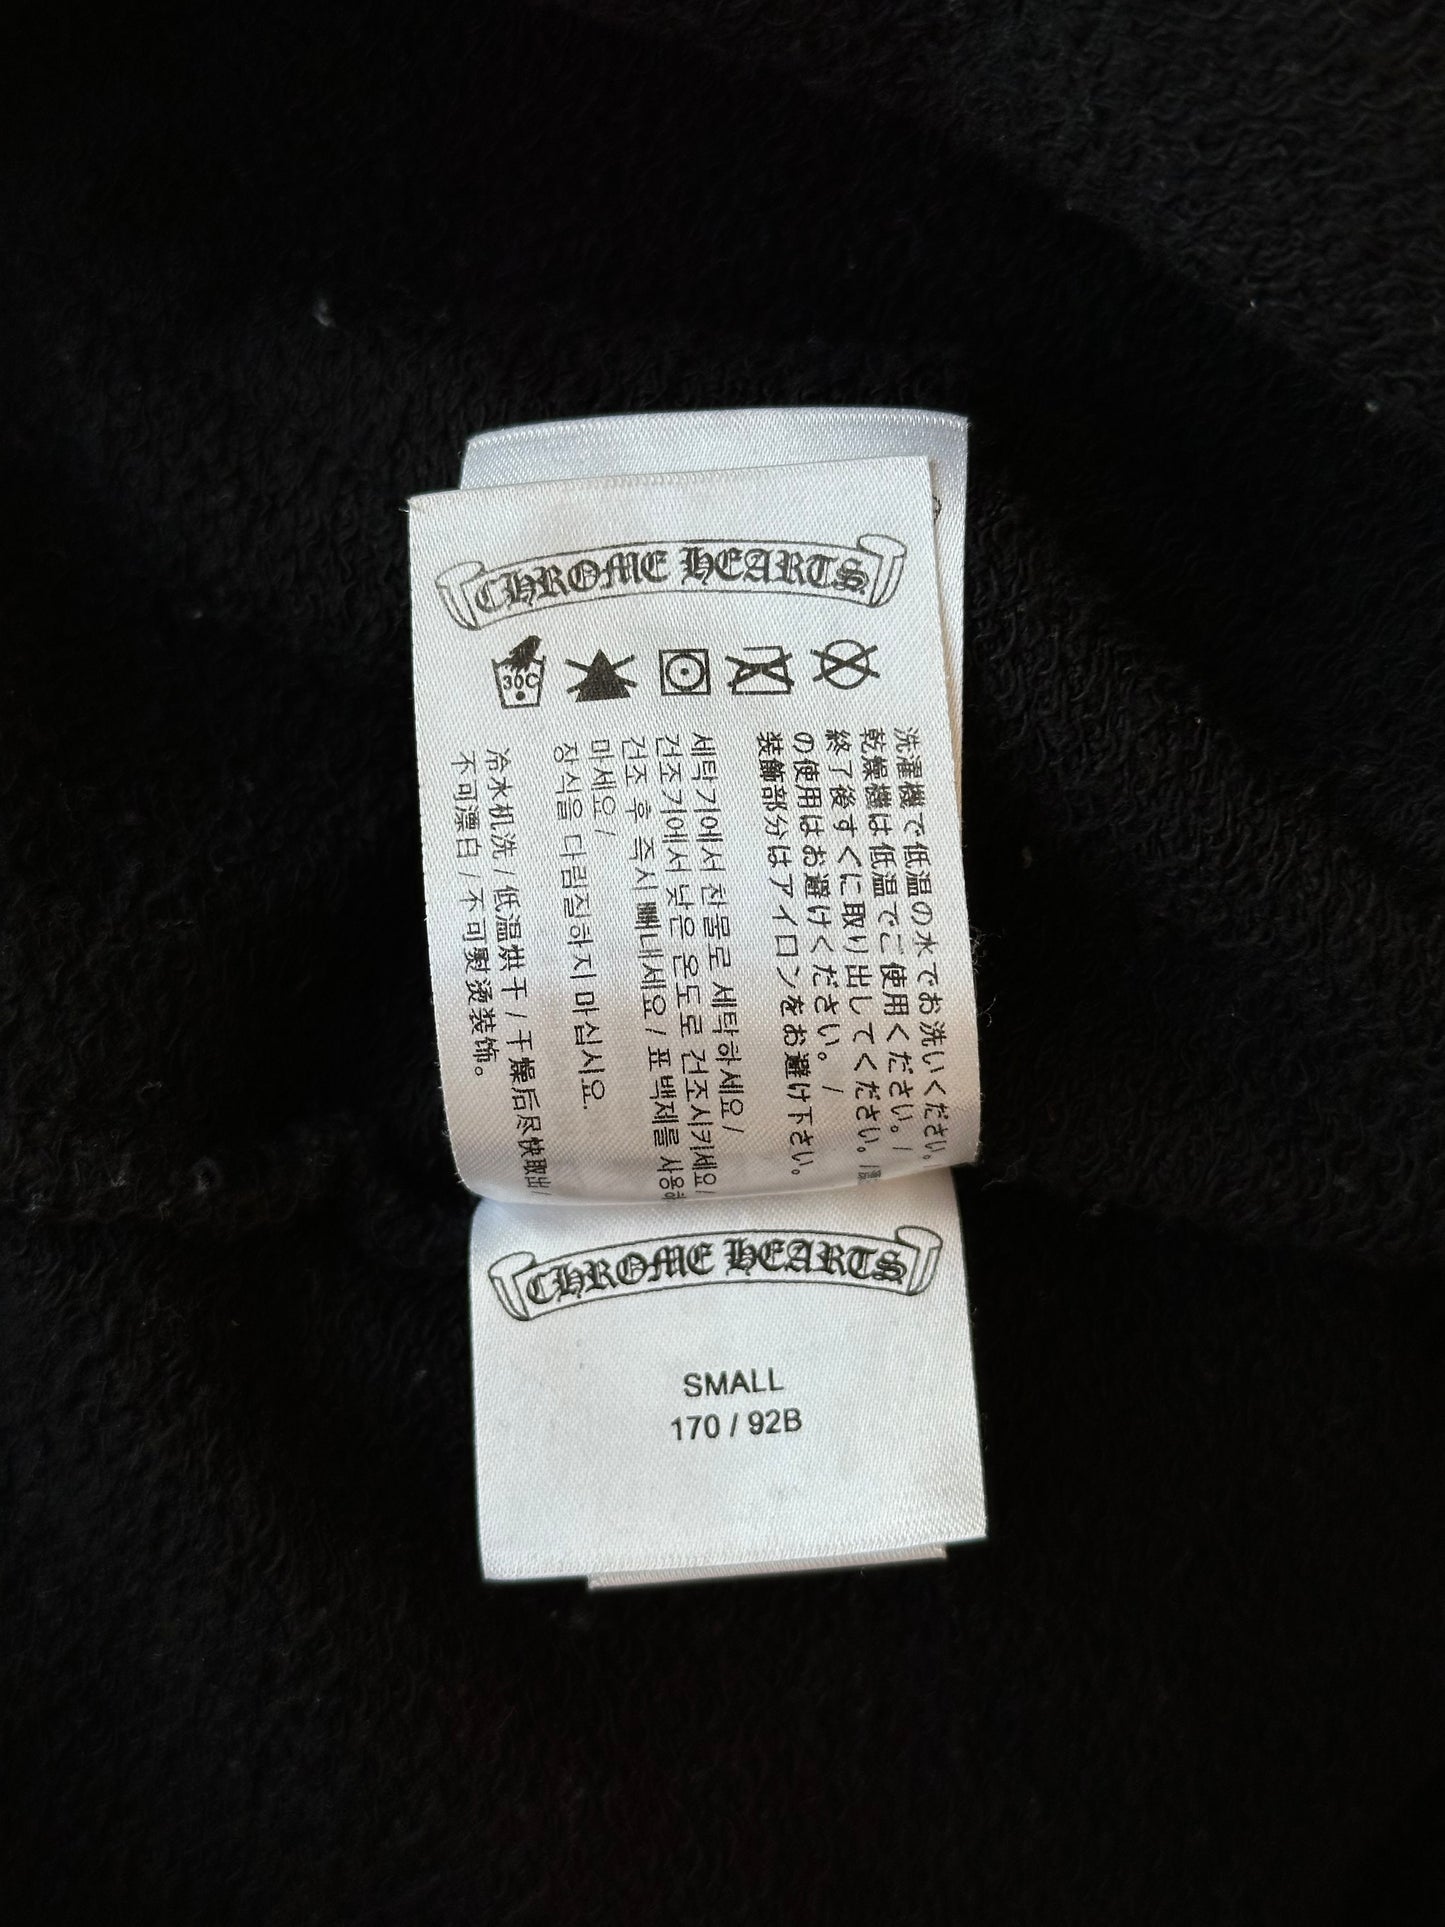 CHROME HEARTS
30C
洗濯機で低温の水でお洗いください。/
乾燥機は低温でご使用ください。/
終了後すぐに取り出してください。/漂
の使用はお避けください。/
装飾部分はアイロンをお避け下さい。
세탁기에서 찬물로 세탁하세요/
건조기에서 낮은 온도로 건조시키세요/
건조 후 즉시 빼내세요/ 표백제를 사용하
마세요/
장식을 다림질하지 마십시요.
冷水机洗 / 低温烘干 / 干燥后尽快取出/
不可漂白 / 不可熨烫装饰。
CHROME HEARTS
SMALL
170 / 92B